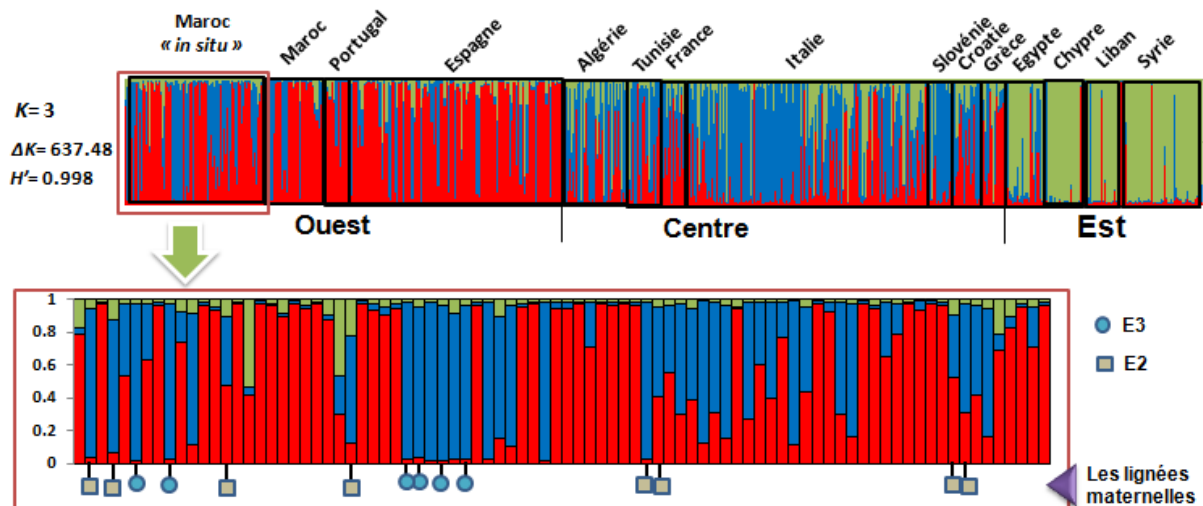 Maroc
« in situ »
Maroc
Portugal
Espagne
Algérie
Tunisie
France
Italie
Slovénie
Croatie
Grèce
Egypte
Chypre
Liban
Syrie
K= 3
ΔK= 637.48
H'= 0.998
Ouest
Centre
Est
1
0.8
0.6
0.4
0.2
0
E3
E2
Les lignées
maternelles